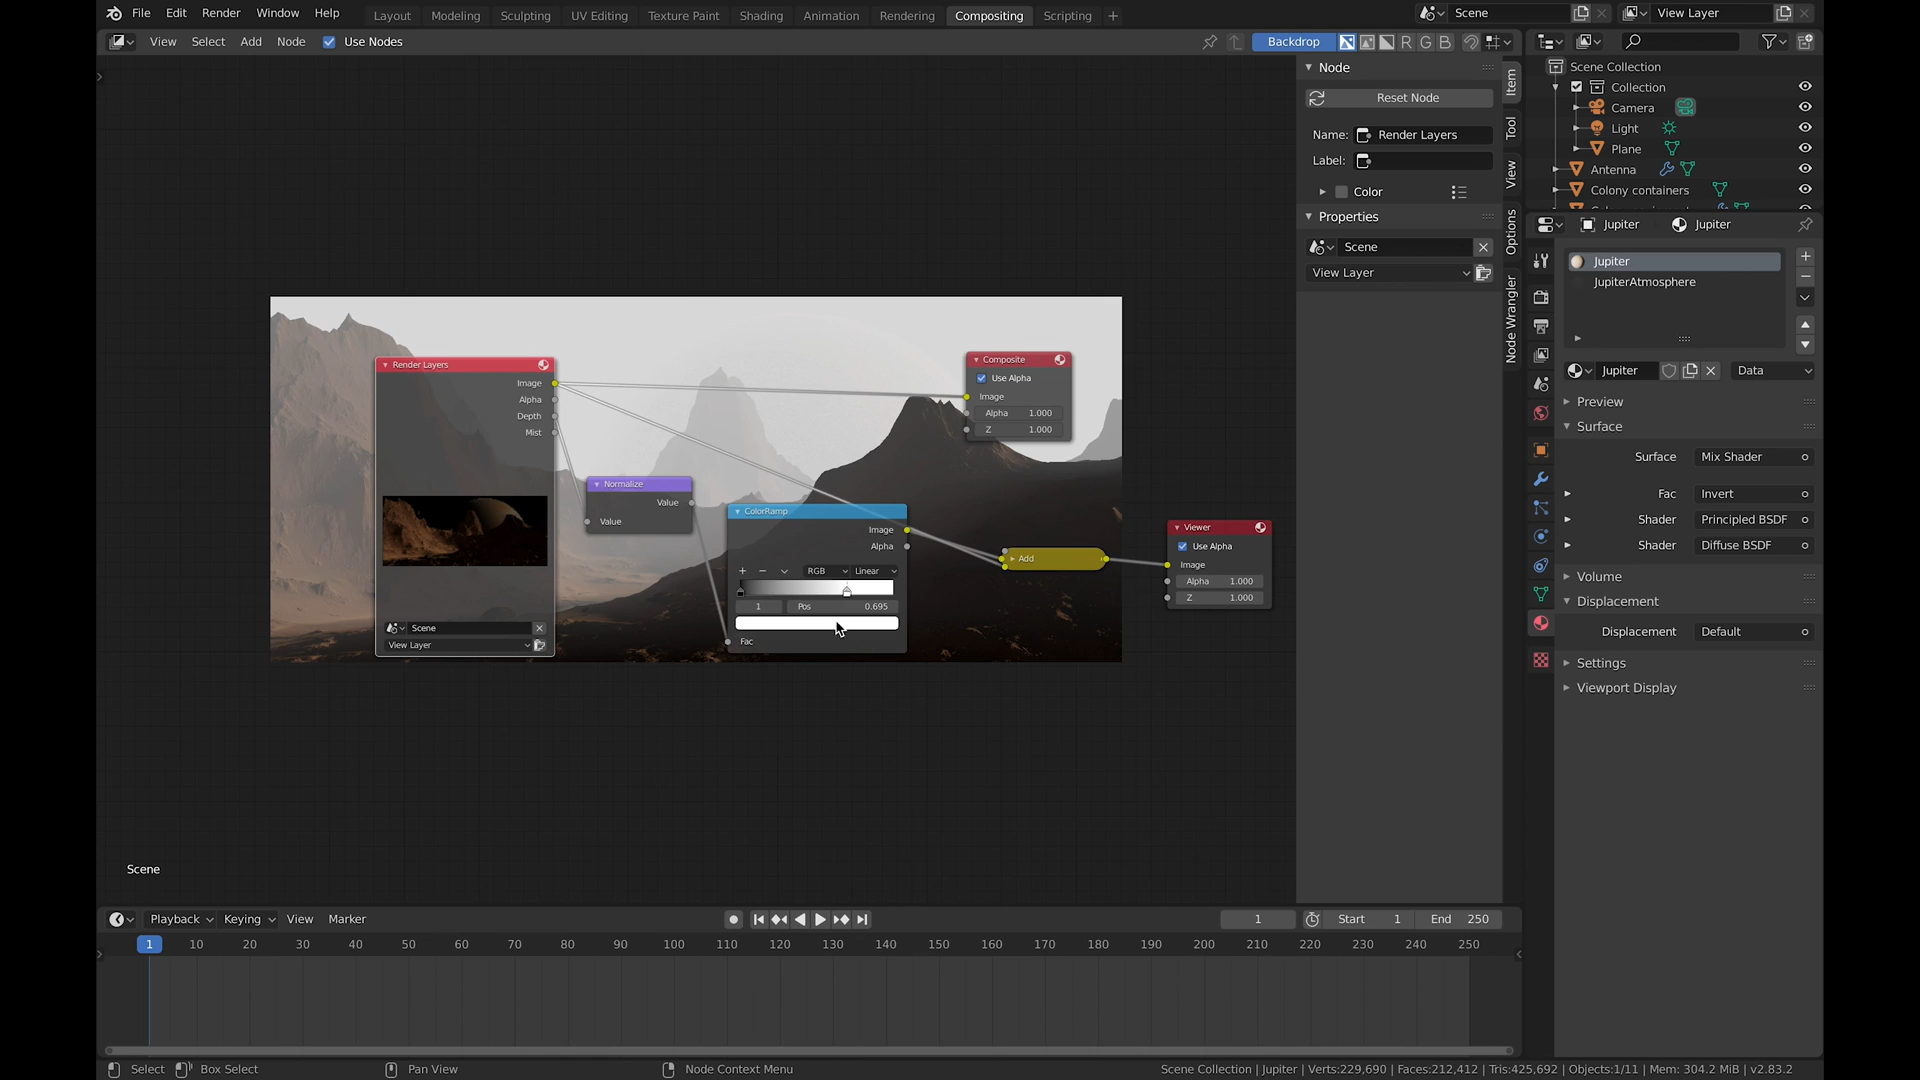 File Edit Render Window Help Layout Modeling Sculpting UV Editing Texture Paint Shading Animation Rendering Compositing Scripting + Scene View Layer
View Select Add Node Use Nodes Backdrop R G B
Node
Reset Node
Name: Render Layers
Label:
Color
Properties
Scene
View Layer
Item
Tool
View
Options
Node Wrangler
Scene Collection
Collection
Camera
Light
Plane
Antenna
Colony containers
Jupiter Jupiter
Jupiter
JupiterAtmosphere
Jupiter Data
Preview
Surface
Surface Mix Shader
Fac Invert
Shader Principled BSDF
Shader Diffuse BSDF
Volume
Displacement
Displacement Default
Settings
Viewport Display
Render Layers
Image
Alpha
Depth
Mist
Scene
View Layer
Normalize
Value
Value
ColorRamp
Image
Alpha
+ − RGB Linear
1 Pos 0.695
Fac
Composite
Use Alpha
Image
Alpha 1.000
Z 1.000
Add
Viewer
Use Alpha
Image
Alpha 1.000
Z 1.000
Scene
Playback Keying View Marker 1 Start 1 End 250
1 10 20 30 40 50 60 70 80 90 100 110 120 130 140 150 160 170 180 190 200 210 220 230 240 250
Select Box Select Pan View Node Context Menu Scene Collection | Jupiter | Verts:229,690 | Faces:212,412 | Tris:425,692 | Objects:1/11 | Mem: 304.2 MiB | v2.83.2